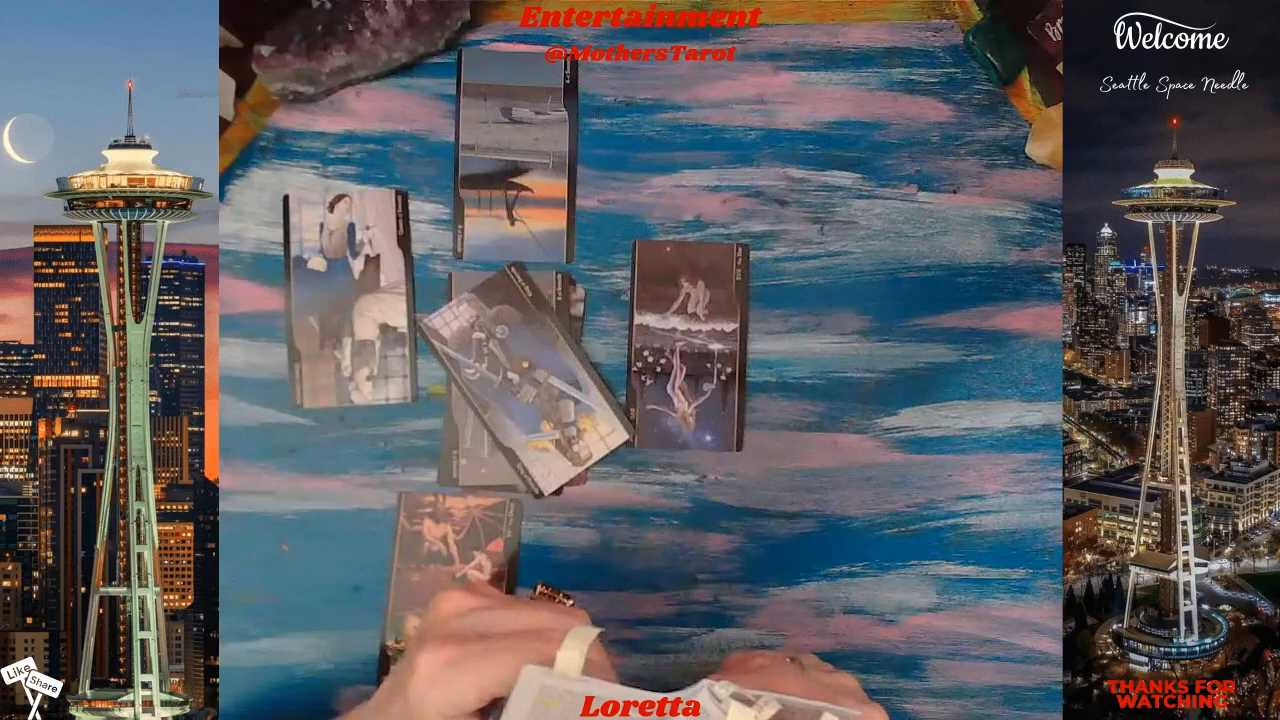 Entertainment
@MothersTarot
Welcome
Seattle Space Needle
Like
Share
Loretta
THANKS FOR
WATCHING